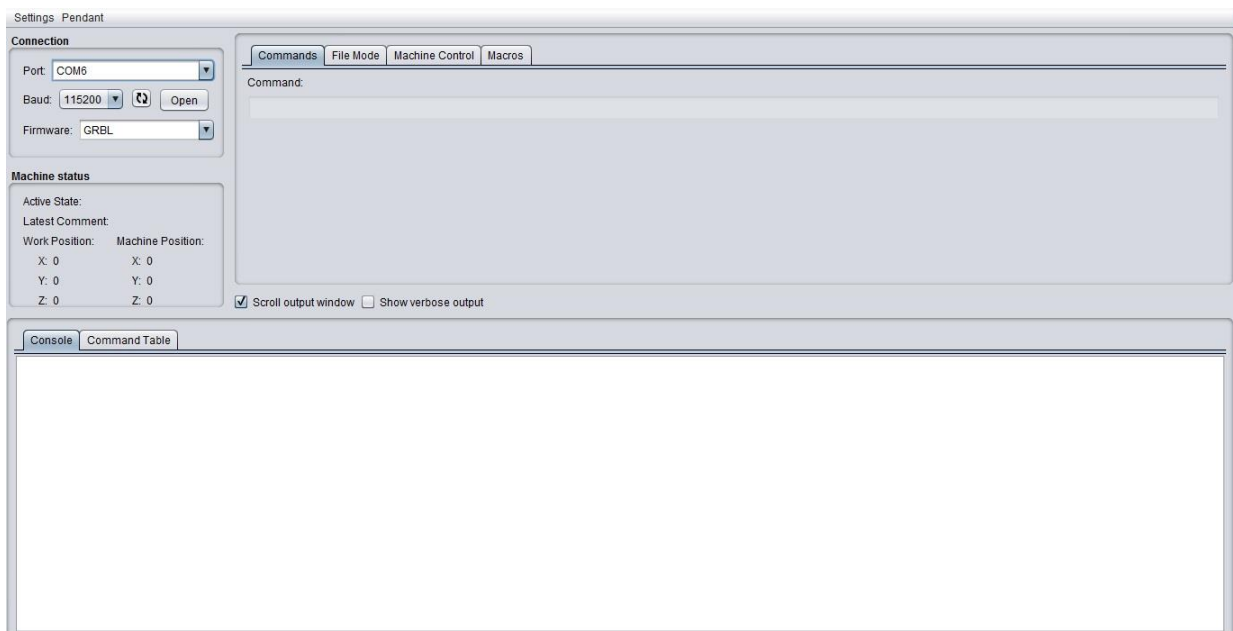 Settings Pendant
Connection
Port: COM6
Baud: 115200 Open
Firmware: GRBL
Machine status
Active State:
Latest Comment:
Work Position: Machine Position:
X: 0 X: 0
Y: 0 Y: 0
Z: 0 Z: 0
Commands File Mode Machine Control Macros
Command:
Scroll output window Show verbose output
Console Command Table